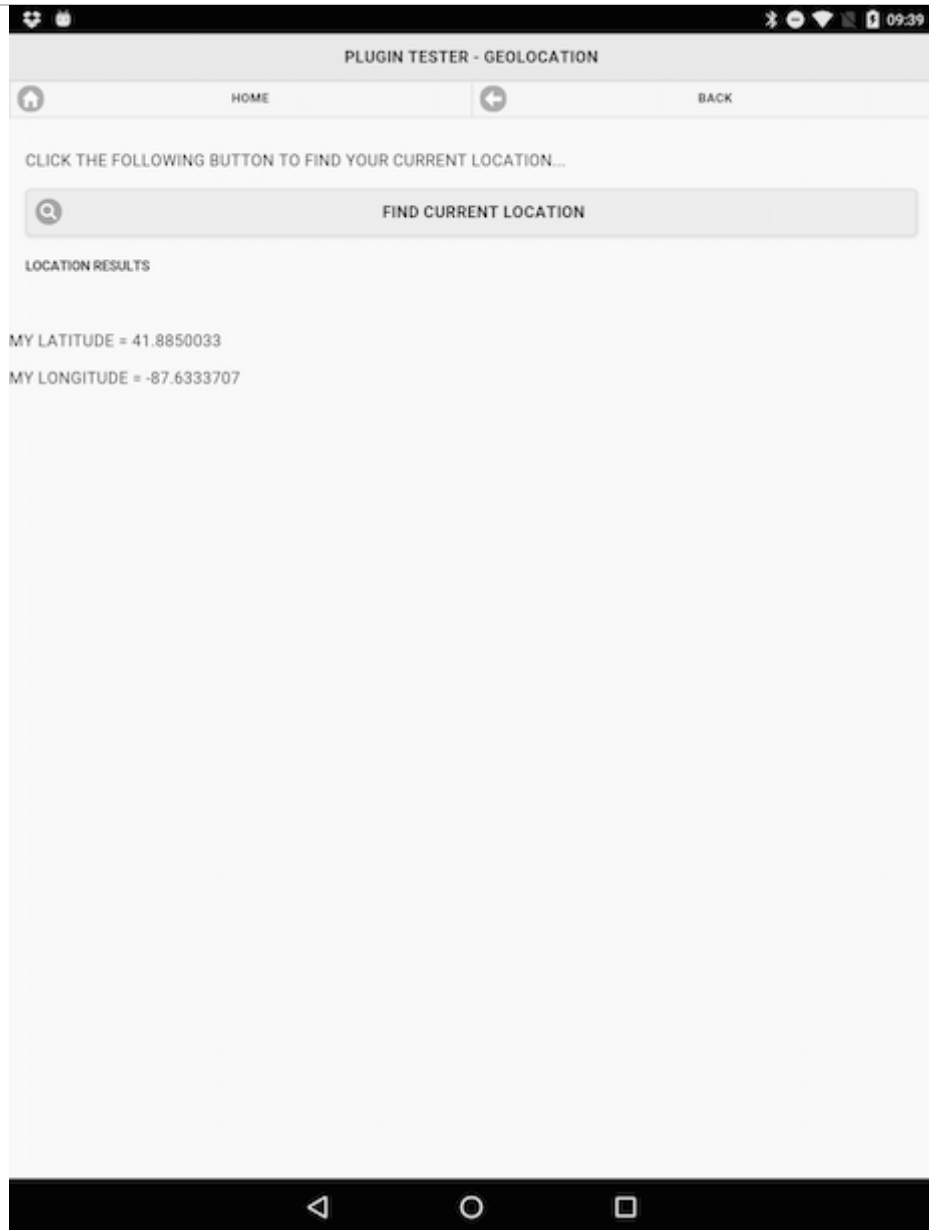 09:39
PLUGIN TESTER - GEOLOCATION
HOME BACK
CLICK THE FOLLOWING BUTTON TO FIND YOUR CURRENT LOCATION...
FIND CURRENT LOCATION
LOCATION RESULTS
MY LATITUDE = 41.8850033
MY LONGITUDE = -87.6333707